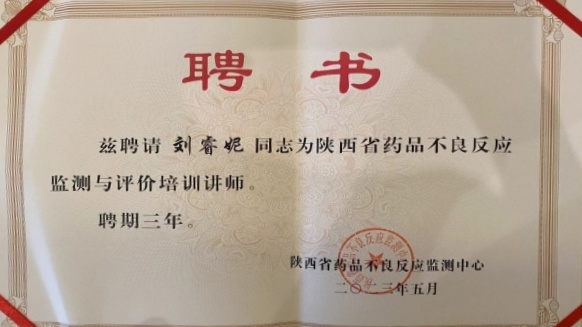 聘书
兹聘请 刘睿妮 同志为陕西省药品不良反应
监测与评价培训讲师。
聘期三年。
陕西省药品不良反应监测中心
二〇二三年五月